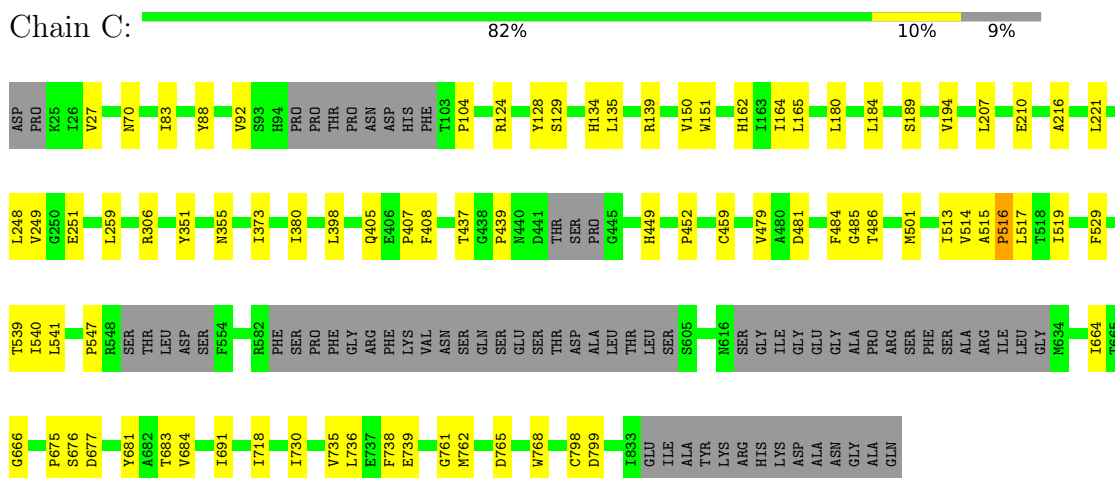 Chain C:
82% 10% 9%
ASP PRO K25 I26 V27 N70 I83 Y88 V92 S93 H94 PRO PRO THR PRO ASN ASP HIS PHE T103 P104 R124 Y128 S129 H134 L135 R139 V150 W151 H162 I163 I164 L165 L180 L184 S189 V194 L207 E210 A216 L221
L248 V249 G250 E251 L259 R306 Y351 N355 I373 I380 L398 Q405 E406 P407 F408 T437 G438 P439 N440 D441 THR SER PRO G445 H449 P452 C459 V479 A480 D481 F484 G485 T486 M501 I513 V514 A515 P516 L517 T518 I519 F529
T539 I540 L541 P547 R548 SER THR LEU ASP SER F554 R582 PHE SER PRO PHE GLY ARG PHE LYS VAL ASN SER GLN SER GLU SER THR ASP ALA LEU THR LEU SER S605 N616 SER GLY ILE GLY GLU GLY ALA PRO ARG SER PHE SER ALA ARG ILE LEU GLY M634 I664 T665
G666 P675 S676 D677 Y681 A682 T683 V684 I691 I718 I730 V735 L736 E737 F738 E739 G761 M762 D765 W768 C798 D799 I833 GLU ILE ALA TYR LYS ARG HIS LYS ASP ALA ASN GLY ALA GLN